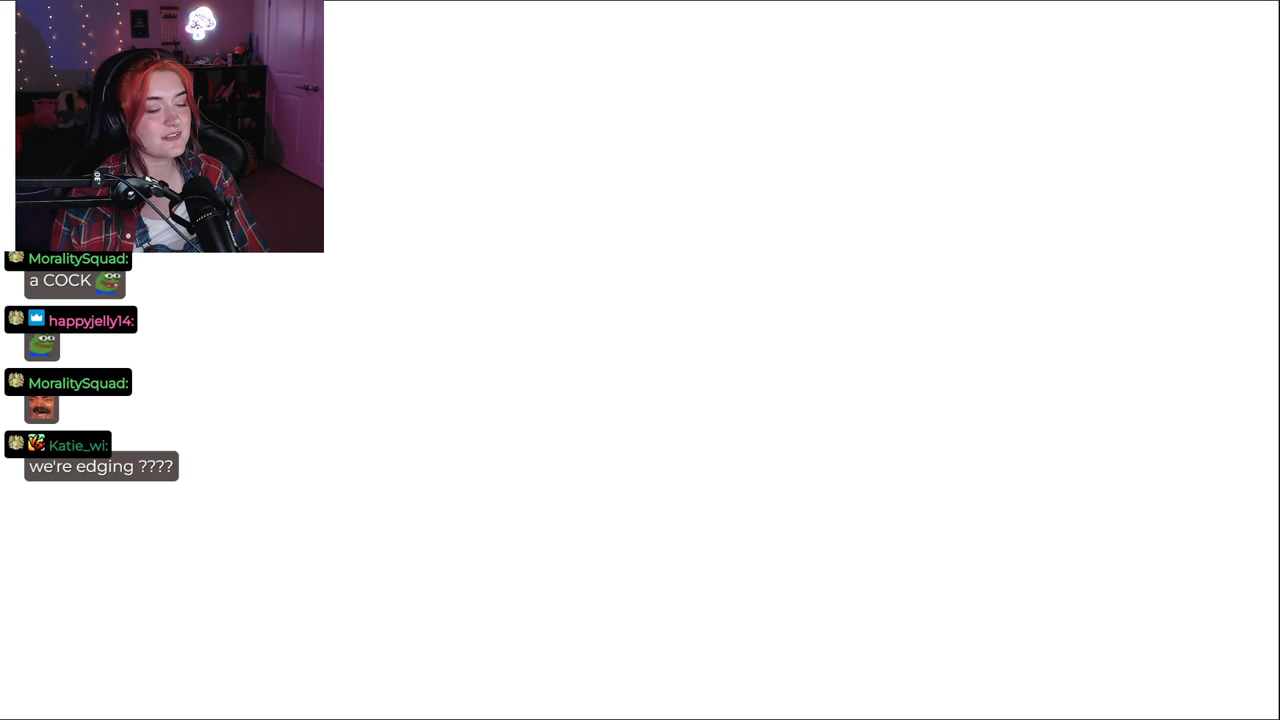 MoralitySquad:
a COCK
happyjelly14:
MoralitySquad:
Katie_wi:
we're edging ????